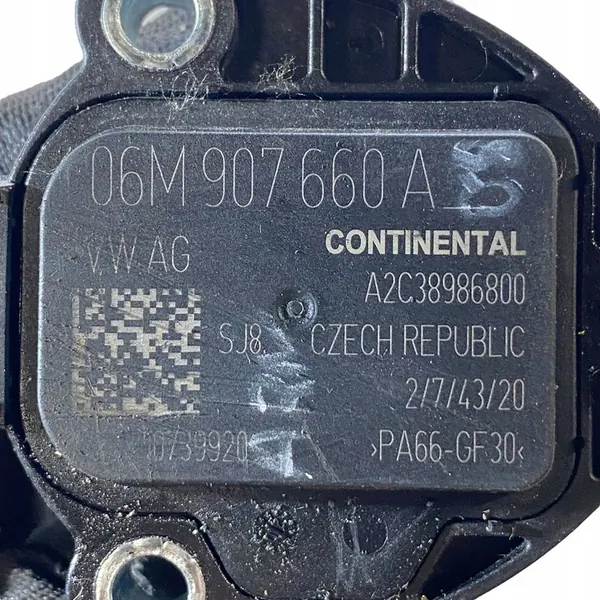 06M 907 660 A
VW AG
CONTINENTAL
A2C38986800
SJ8 CZECH REPUBLIC
2/7/43/20
>PA66-GF30<